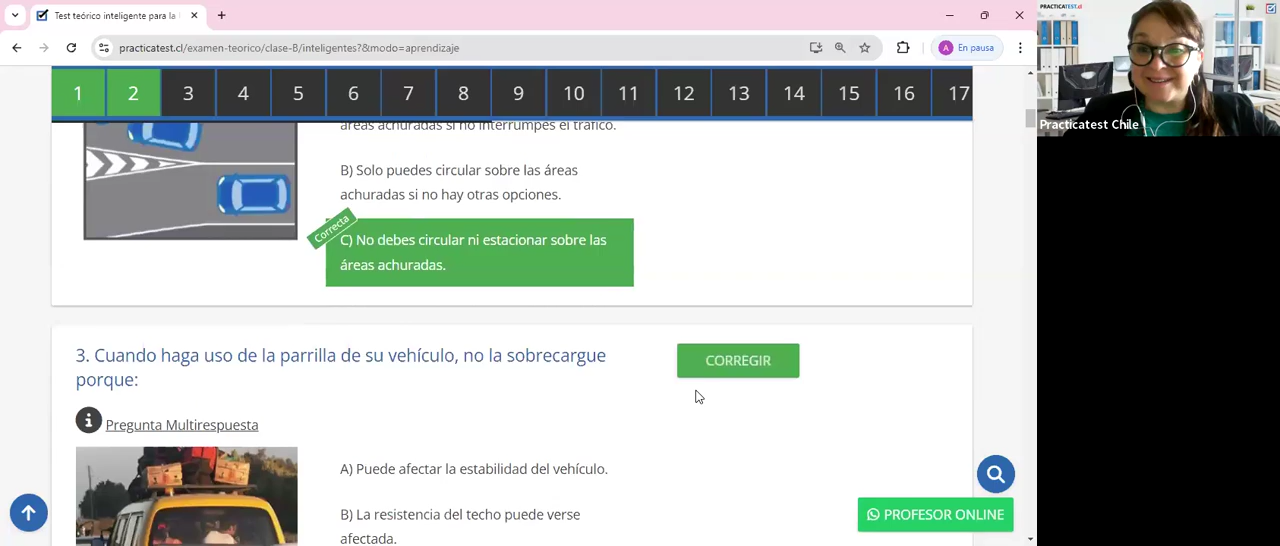 Test teórico inteligente para la
practicatest.cl/examen-teorico/clase-B/inteligentes?&modo=aprendizaje
A
En pausa
1 2 3 4 5 6 7 8 9 10 11 12 13 14 15 16 17
áreas achuradas si no interrumpes el tráfico.
B) Solo puedes circular sobre las áreas
achuradas si no hay otras opciones.
Correcta
C) No debes circular ni estacionar sobre las
áreas achuradas.
3. Cuando haga uso de la parrilla de su vehículo, no la sobrecargue
porque:
CORREGIR
Pregunta Multirespuesta
A) Puede afectar la estabilidad del vehículo.
B) La resistencia del techo puede verse
afectada.
PROFESOR ONLINE
PRACTICATEST.cl
Practicatest Chile